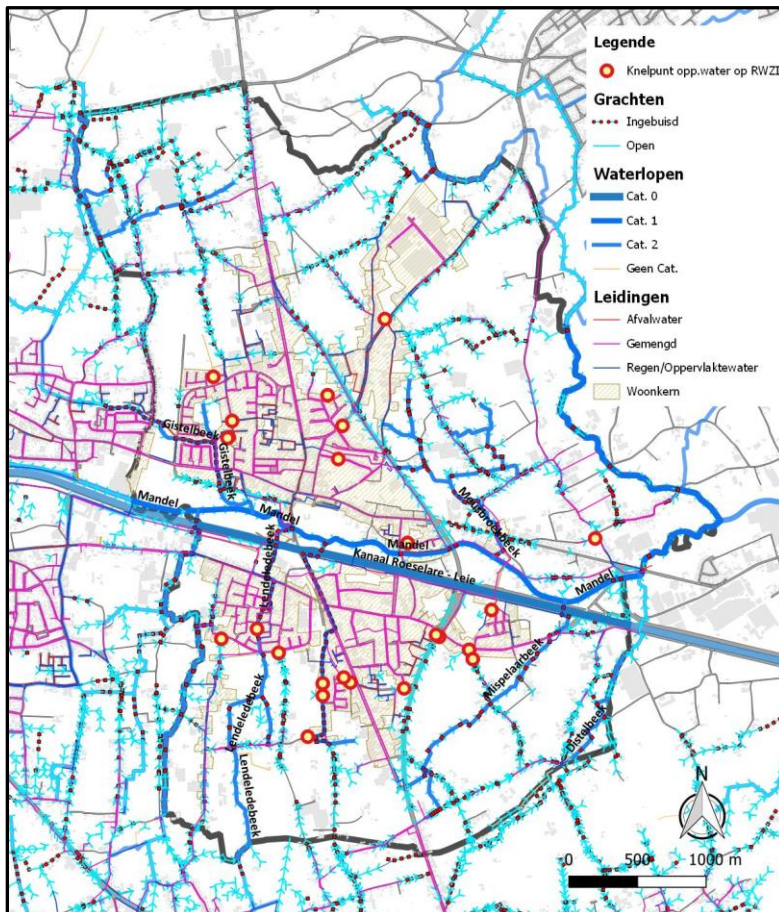 Legende
Knelpunt opp.water op RWZI
Grachten
Ingebuisd
Open
Waterlopen
Cat. 0
Cat. 1
Cat. 2
Geen Cat.
Leidingen
Afvalwater
Gemengd
Regen/Oppervlaktewater
Woonkern
Gistelbeek
Gistelbeek
Mandel
Mandel
Mandel
Kanaal Roeselare - Leie
Mandel
Lendeledebeek
Lendeledebeek
Lendeledebeek
Mispelaarbeek
Distelbeek
N
0 500 1000 m